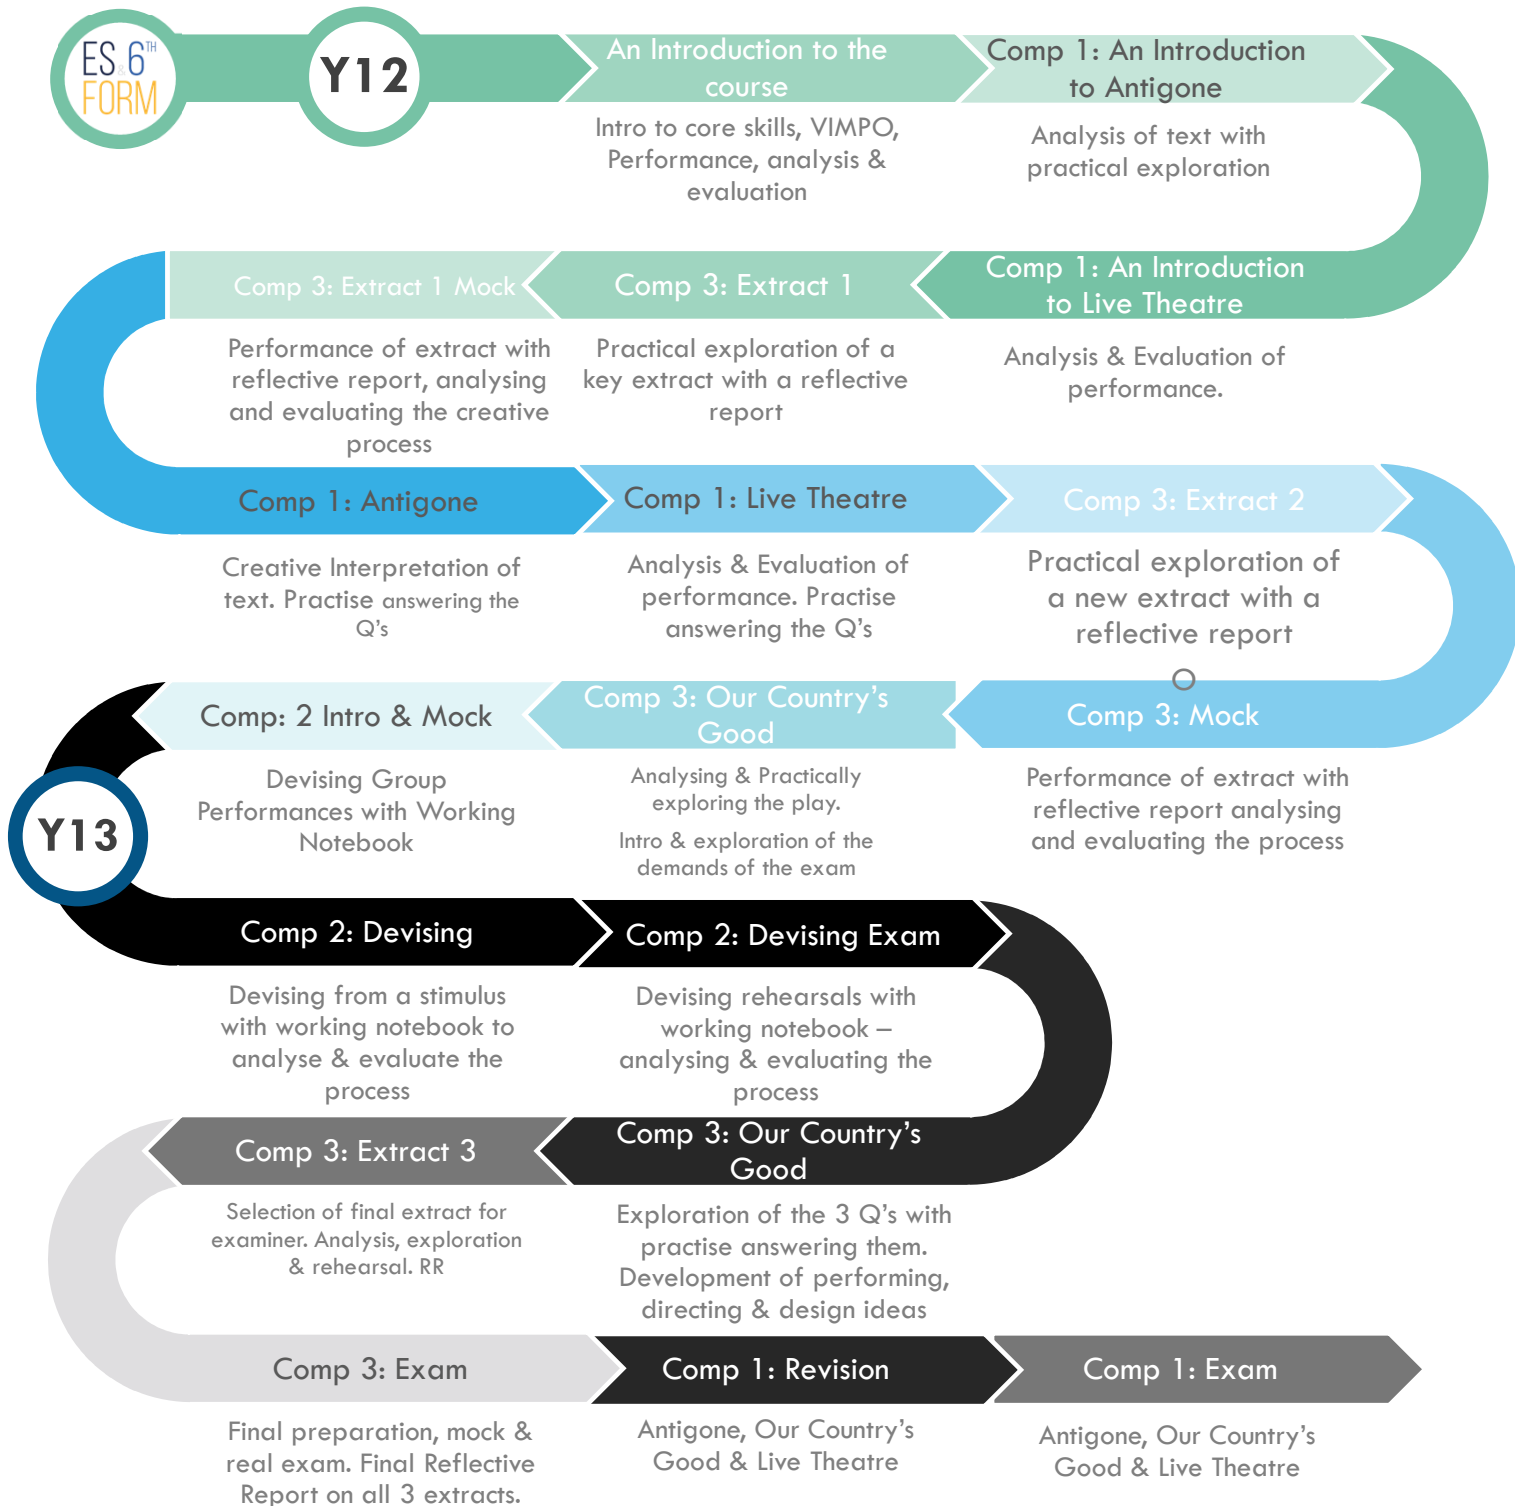 ES & 6TH
FORM
Y12
An Introduction to the
course
Intro to core skills, VIMPO,
Performance, analysis &
evaluation
Comp 1: An Introduction
to Antigone
Analysis of text with
practical exploration
Comp 1: An Introduction
to Live Theatre
Analysis & Evaluation of
performance.
Comp 3: Extract 1
Practical exploration of a
key extract with a reflective
report
Comp 3: Extract 1 Mock
Performance of extract with
reflective report, analysing
and evaluating the creative
process
Comp 1: Antigone
Creative Interpretation of
text. Practise answering the
Q's
Comp 1: Live Theatre
Analysis & Evaluation of
performance. Practise
answering the Q's
Comp 3: Extract 2
Practical exploration of
a new extract with a
reflective report
Comp 3: Mock
Performance of extract with
reflective report analysing
and evaluating the process
Comp 3: Our Country's
Good
Analysing & Practically
exploring the play.
Intro & exploration of the
demands of the exam
Comp: 2 Intro & Mock
Devising Group
Performances with Working
Notebook
Y13
Comp 2: Devising
Devising from a stimulus
with working notebook to
analyse & evaluate the
process
Comp 2: Devising Exam
Devising rehearsals with
working notebook –
analysing & evaluating the
process
Comp 3: Our Country's
Good
Exploration of the 3 Q's with
practise answering them.
Development of performing,
directing & design ideas
Comp 3: Extract 3
Selection of final extract for
examiner. Analysis, exploration
& rehearsal. RR
Comp 3: Exam
Final preparation, mock &
real exam. Final Reflective
Report on all 3 extracts.
Comp 1: Revision
Antigone, Our Country's
Good & Live Theatre
Comp 1: Exam
Antigone, Our Country's
Good & Live Theatre